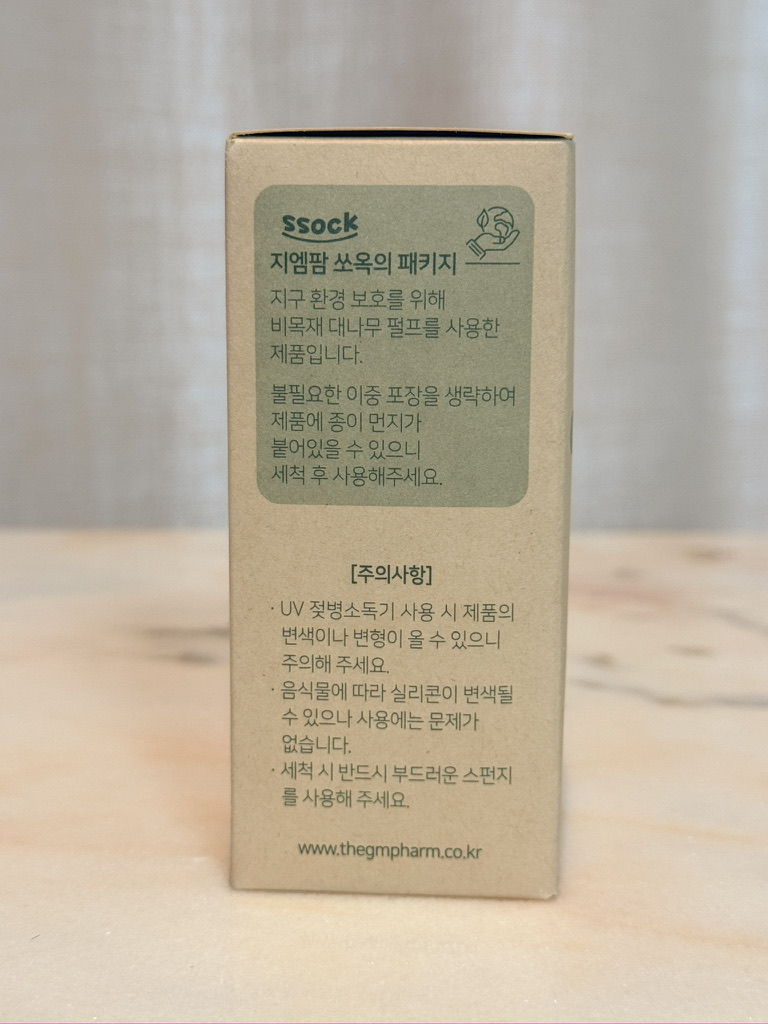 ssock
지엠팜 쏘옥의 패키지
지구 환경 보호를 위해
비목재 대나무 펄프를 사용한
제품입니다.
불필요한 이중 포장을 생략하여
제품에 종이 먼지가
붙어있을 수 있으니
세척 후 사용해주세요.
[주의사항]
· UV 젖병소독기 사용 시 제품의
변색이나 변형이 올 수 있으니
주의해 주세요.
· 음식물에 따라 실리콘이 변색될
수 있으나 사용에는 문제가
없습니다.
· 세척 시 반드시 부드러운 스펀지
를 사용해 주세요.
www.thegmpharm.co.kr